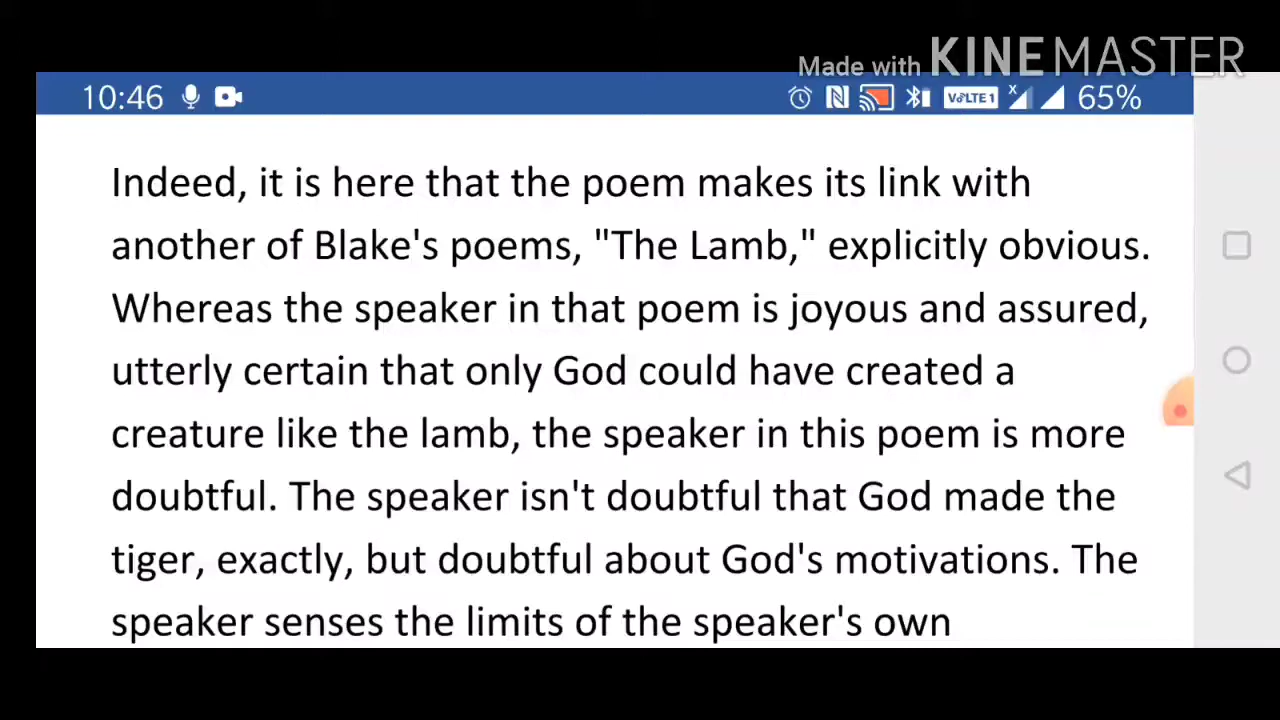 Made with KINEMASTER
10:46 VoLTE 1 x 65%
Indeed, it is here that the poem makes its link with
another of Blake's poems, "The Lamb," explicitly obvious.
Whereas the speaker in that poem is joyous and assured,
utterly certain that only God could have created a
creature like the lamb, the speaker in this poem is more
doubtful. The speaker isn't doubtful that God made the
tiger, exactly, but doubtful about God's motivations. The
speaker senses the limits of the speaker's own